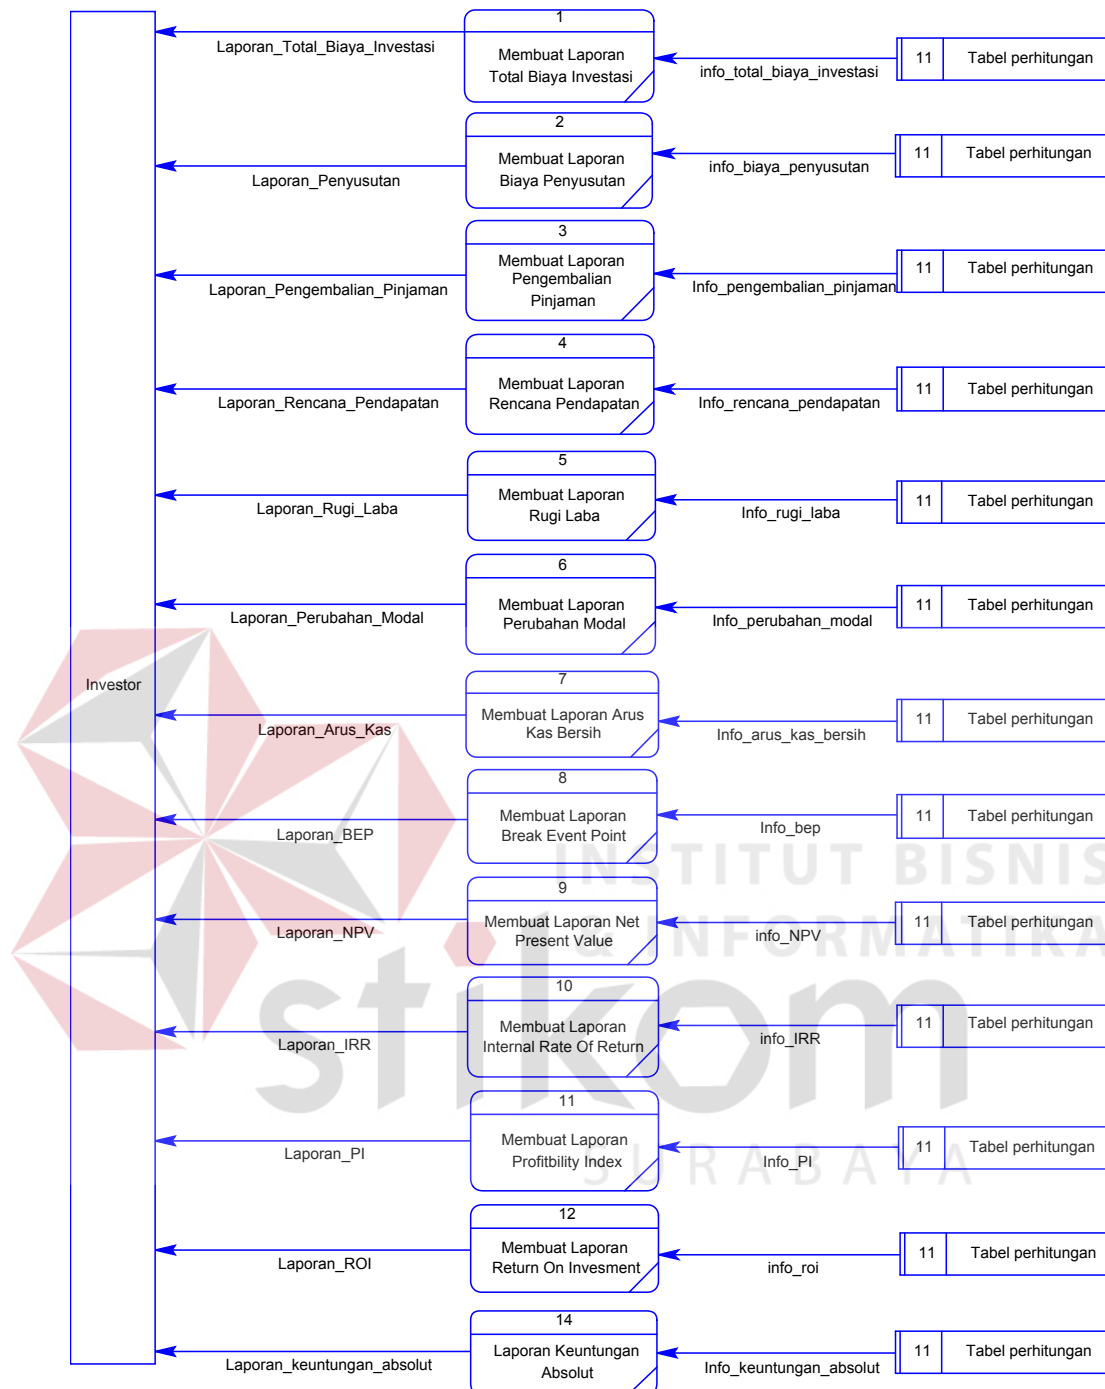 1
Laporan_Total_Biaya_Investasi
Membuat Laporan
Total Biaya Investasi
info_total_biaya_investasi
11
Tabel perhitungan
2
Laporan_Penyusutan
Membuat Laporan
Biaya Penyusutan
info_biaya_penyusutan
11
Tabel perhitungan
3
Laporan_Pengembalian_Pinjaman
Membuat Laporan
Pengembalian
Pinjaman
Info_pengembalian_pinjaman
11
Tabel perhitungan
4
Laporan_Rencana_Pendapatan
Membuat Laporan
Rencana Pendapatan
Info_rencana_pendapatan
11
Tabel perhitungan
5
Laporan_Rugi_Laba
Membuat Laporan
Rugi Laba
Info_rugi_laba
11
Tabel perhitungan
6
Laporan_Perubahan_Modal
Membuat Laporan
Perubahan Modal
Info_perubahan_modal
11
Tabel perhitungan
Investor
7
Laporan_Arus_Kas
Membuat Laporan Arus
Kas Bersih
Info_arus_kas_bersih
11
Tabel perhitungan
8
Laporan_BEP
Membuat Laporan
Break Event Point
Info_bep
11
Tabel perhitungan
INSTITUT BISNIS
9
Laporan_NPV
Membuat Laporan Net
Present Value
info_NPV
11
Tabel perhitungan
& INFORMATIKA
stikom
10
Laporan_IRR
Membuat Laporan
Internal Rate Of Return
info_IRR
11
Tabel perhitungan
11
Laporan_PI
Membuat Laporan
Profitbility Index
Info_PI
11
Tabel perhitungan
SURABAYA
12
Laporan_ROI
Membuat Laporan
Return On Invesment
info_roi
11
Tabel perhitungan
14
Laporan_keuntungan_absolut
Laporan Keuntungan
Absolut
Info_keuntungan_absolut
11
Tabel perhitungan